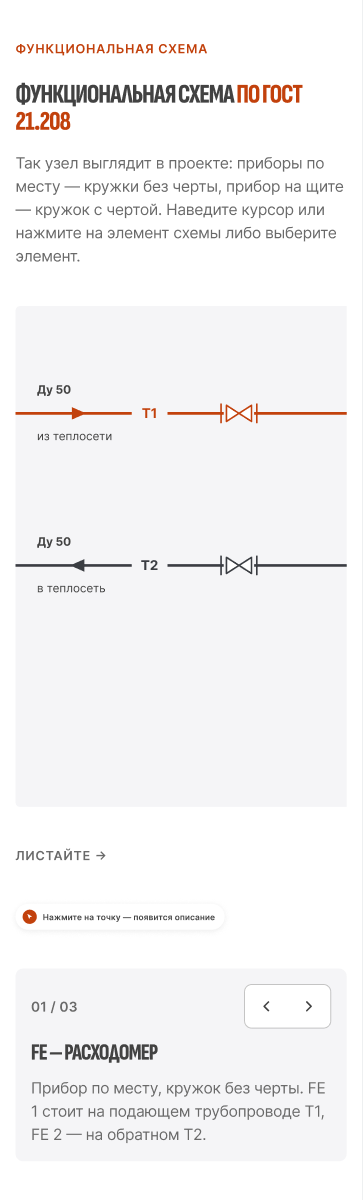 ФУНКЦИОНАЛЬНАЯ СХЕМА
ФУНКЦИОНАЛЬНАЯ СХЕМА ПО ГОСТ
21.208
Так узел выглядит в проекте: приборы по
месту — кружки без черты, прибор на щите
— кружок с чертой. Наведите курсор или
нажмите на элемент схемы либо выберите
элемент.
Ду 50
T1
из теплосети
Ду 50
T2
в теплосеть
ЛИСТАЙТЕ →
Нажмите на точку — появится описание
01 / 03
FE — РАСХОДОМЕР
Прибор по месту, кружок без черты. FE
1 стоит на подающем трубопроводе Т1,
FE 2 — на обратном Т2.